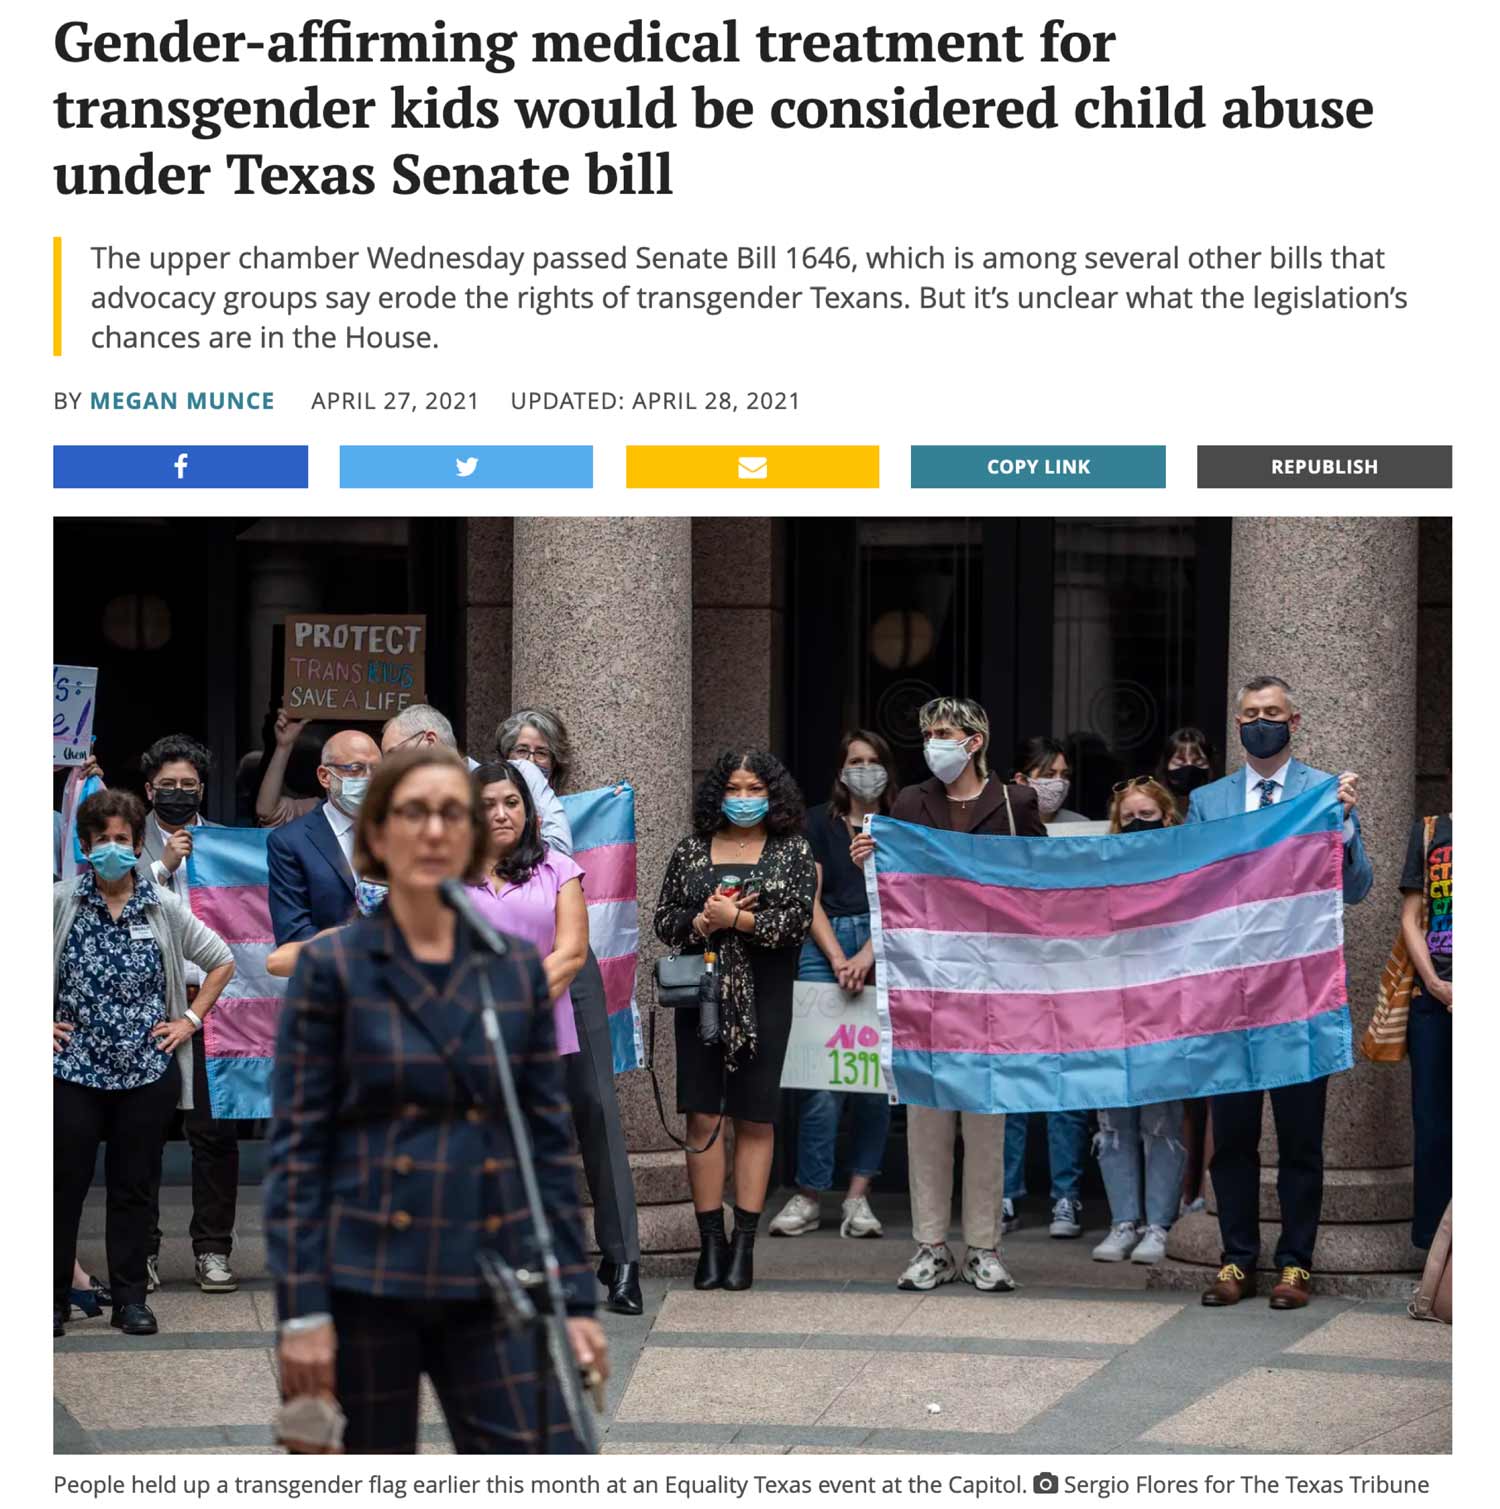 Gender-affirming medical treatment for
transgender kids would be considered child abuse
under Texas Senate bill
The upper chamber Wednesday passed Senate Bill 1646, which is among several other bills that
advocacy groups say erode the rights of transgender Texans. But it's unclear what the legislation's
chances are in the House.
BY MEGAN MUNCE APRIL 27, 2021 UPDATED: APRIL 28, 2021
f
COPY LINK
REPUBLISH
PROTECT
TRANS KIDS
SAVE A LIFE
them
NO
1399
People held up a transgender flag earlier this month at an Equality Texas event at the Capitol. Sergio Flores for The Texas Tribune